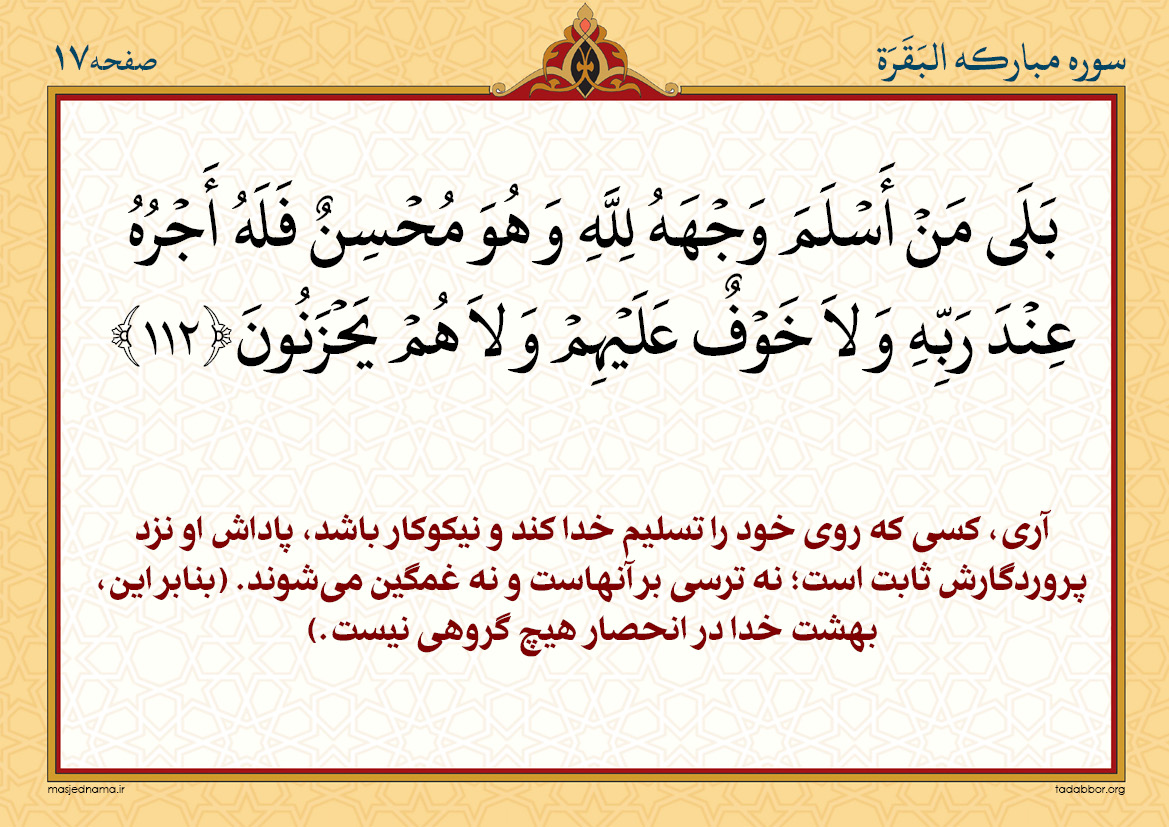 سوره مبارکه البَقَرَة
صفحه۱۷
بَلَى مَنْ أَسْلَمَ وَجْهَهُ لِلَّهِ وَهُوَ مُحْسِنٌ فَلَهُ أَجْرُهُ
عِنْدَ رَبِّهِ وَلاَ خَوْفٌ عَلَيْهِمْ وَلاَ هُمْ يَحْزَنُونَ ﴿۱۱۲﴾
آری، کسی که روی خود را تسلیمِ خدا کند و نیکوکار باشد، پاداش او نزد
پروردگارش ثابت است؛ نه ترسی بر آنهاست و نه غمگین می‌شوند. (بنابر این،
بهشت خدا در انحصار هیچ گروهی نیست.)
masjednama.ir
tadabbor.org